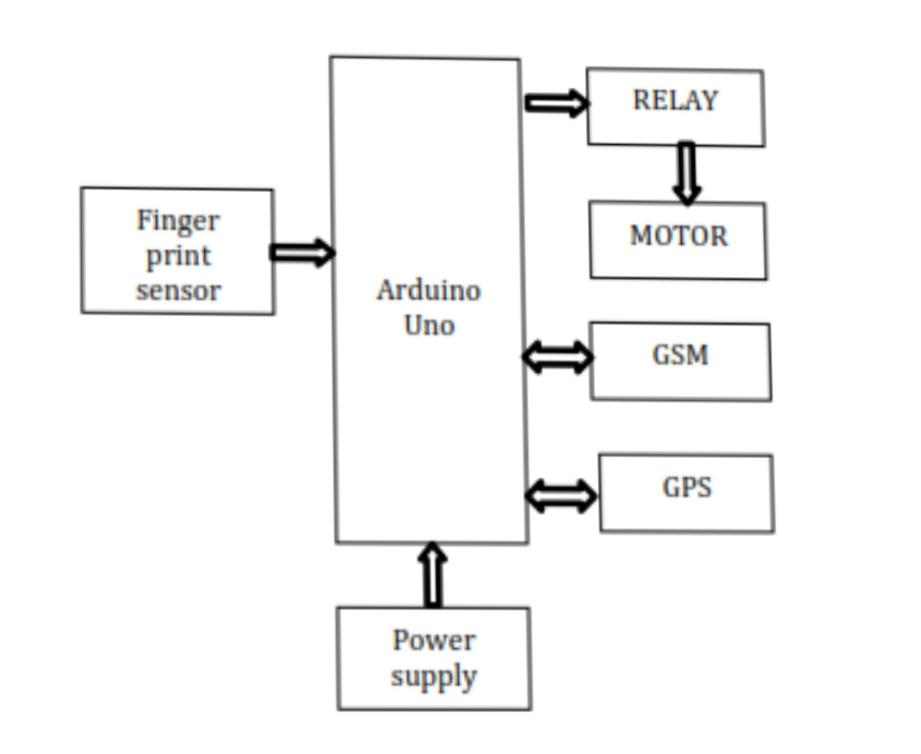 RELAY
Finger
print
sensor
MOTOR
Arduino
Uno
GSM
GPS
Power
supply